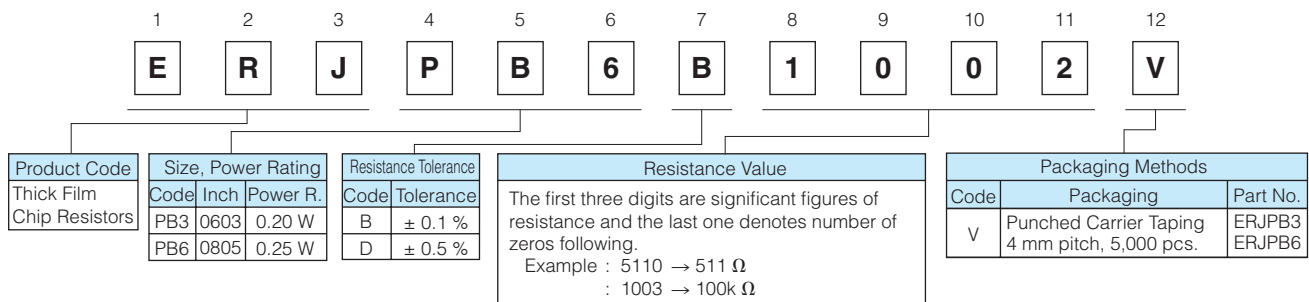 1 2 3 4 5 6 7 8 9 10 11 12
E R J P B 6 B 1 0 0 2 V
Product Code
Thick Film
Chip Resistors
Size, Power Rating
Code Inch Power R.
PB3 0603 0.20 W
PB6 0805 0.25 W
Resistance Tolerance
Code Tolerance
B ± 0.1 %
D ± 0.5 %
Resistance Value
The first three digits are significant figures of
resistance and the last one denotes number of
zeros following.
Example : 5110 → 511 Ω
: 1003 → 100k Ω
Packaging Methods
Code Packaging Part No.
V Punched Carrier Taping ERJPB3
4 mm pitch, 5,000 pcs. ERJPB6